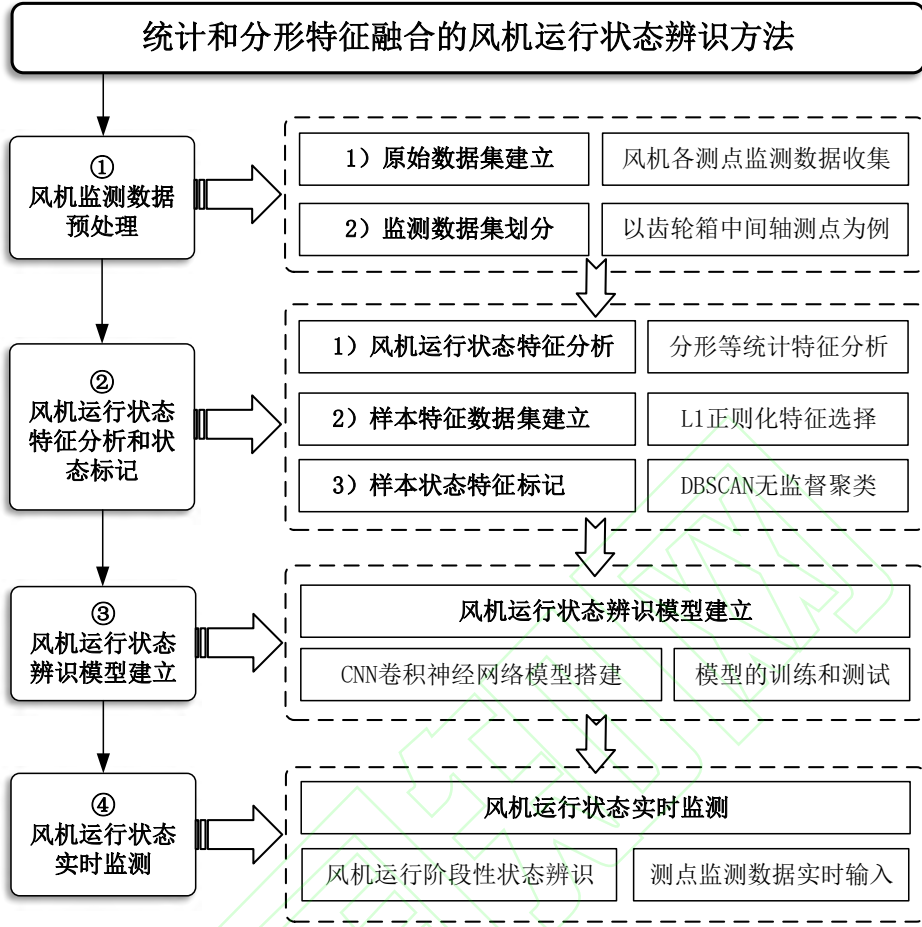 统计和分形特征融合的风机运行状态辨识方法
①
风机监测数据
预处理
1）原始数据集建立
风机各测点监测数据收集
2）监测数据集划分
以齿轮箱中间轴测点为例
②
风机运行状态
特征分析和状
态标记
1）风机运行状态特征分析
分形等统计特征分析
2）样本特征数据集建立
L1正则化特征选择
3）样本状态特征标记
DBSCAN无监督聚类
③
风机运行状态
辨识模型建立
风机运行状态辨识模型建立
CNN卷积神经网络模型搭建
模型的训练和测试
④
风机运行状态
实时监测
风机运行状态实时监测
风机运行阶段性状态辨识
测点监测数据实时输入